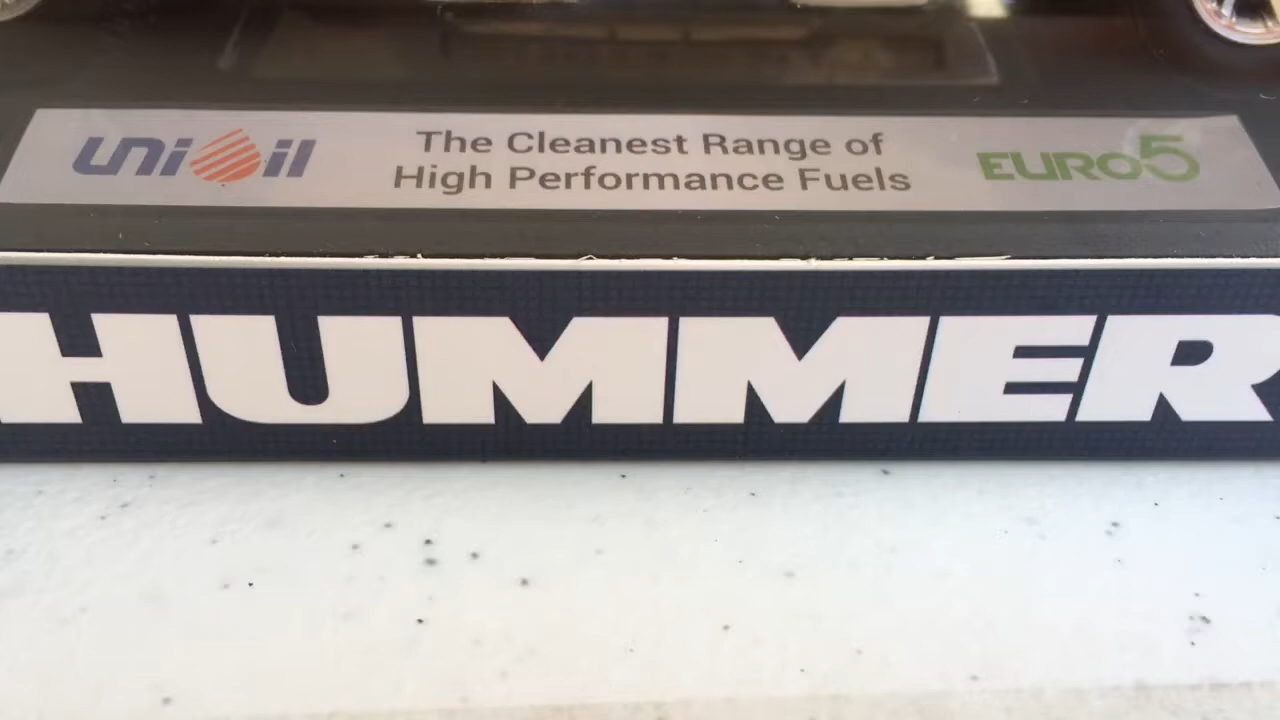 UNiOil
The Cleanest Range of
High Performance Fuels
EURO5
HUMMER